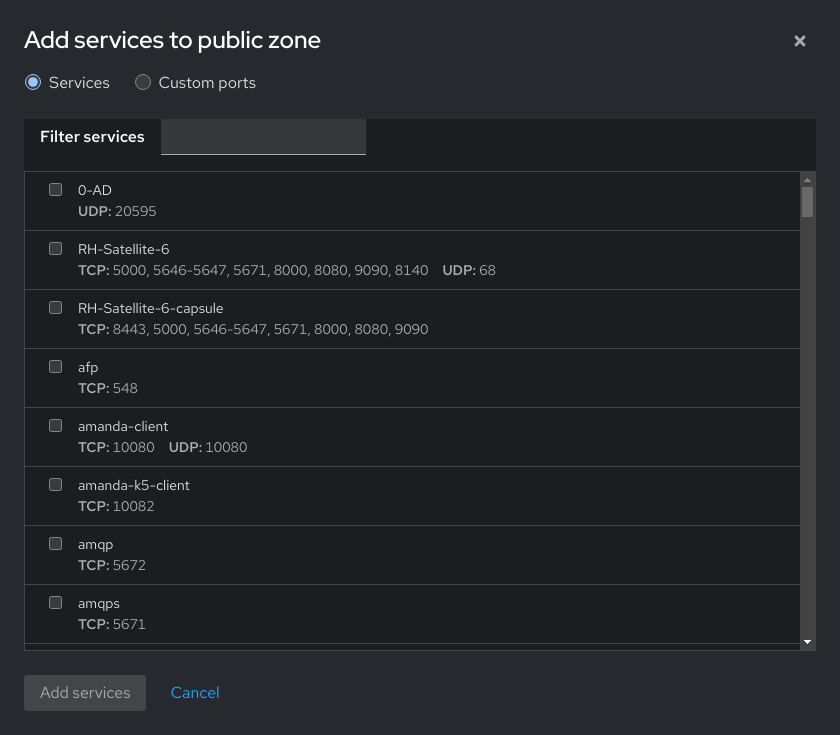 Add services to public zone
Services Custom ports
Filter services
0-AD
UDP: 20595
RH-Satellite-6
TCP: 5000, 5646-5647, 5671, 8000, 8080, 9090, 8140 UDP: 68
RH-Satellite-6-capsule
TCP: 8443, 5000, 5646-5647, 5671, 8000, 8080, 9090
afp
TCP: 548
amanda-client
TCP: 10080 UDP: 10080
amanda-k5-client
TCP: 10082
amqp
TCP: 5672
amqps
TCP: 5671
Add services Cancel